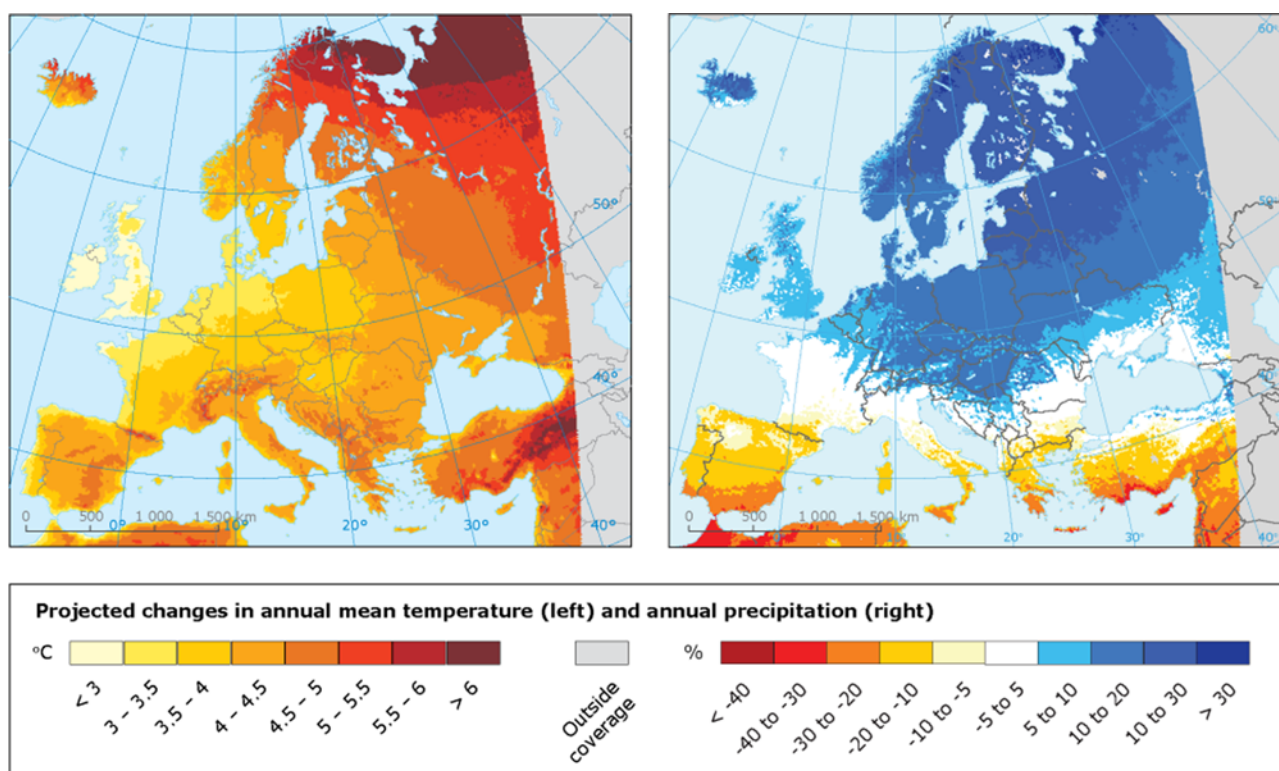 60°
50°
50°
40°
40°
0 500 1 000 1 500 km
0° 10° 20° 30° 40°
0 500 1 000 1 500 km
0° 10° 20° 30° 40°
Projected changes in annual mean temperature (left) and annual precipitation (right)
°C
< 3
3 – 3.5
3.5 – 4
4 – 4.5
4.5 – 5
5 – 5.5
5.5 – 6
> 6
Outside
coverage
%
< -40
-40 to -30
-30 to -20
-20 to -10
-10 to -5
-5 to 5
5 to 10
10 to 20
10 to 30
> 30